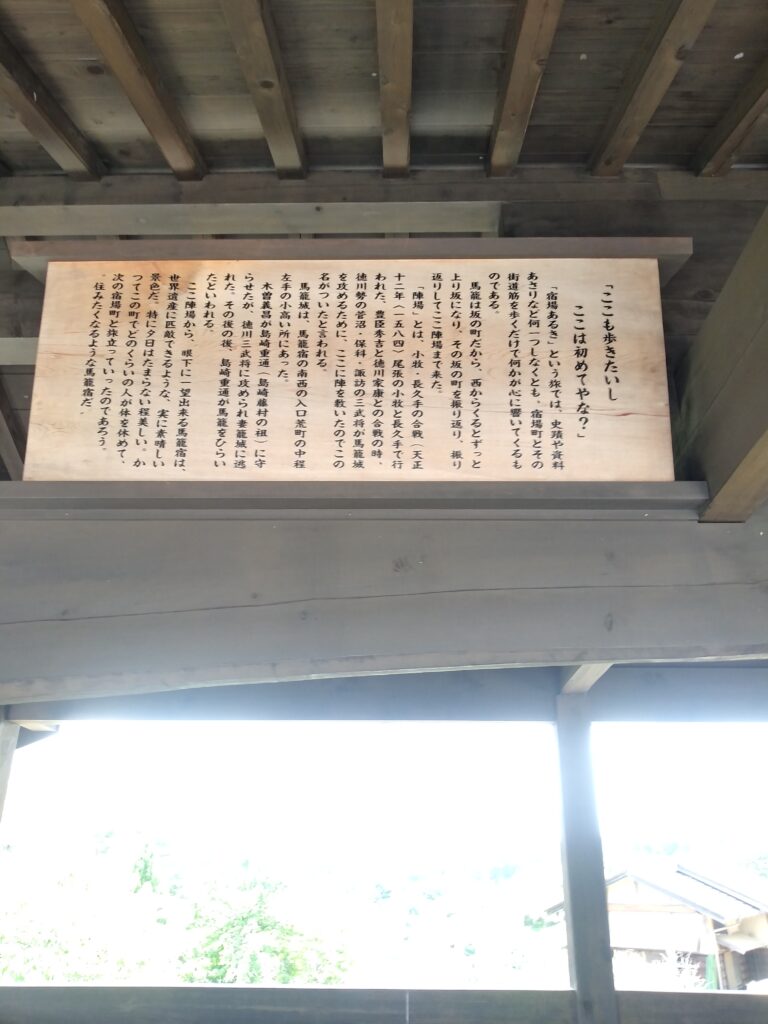 「ここも歩きたいし
ここは初めてやな？」
「宿場あるき」という旅では、史蹟や資料
あさりなど何一つしなくとも、宿場町とその
街道筋を歩くだけで何かが心に響いてくるも
のである。
馬籠は坂の町だから、西からくるとずっと
上り坂になり、その坂の町を振り返り、振り
返りしてここ陣場まで来た。
「陣場」とは、小牧・長久手の合戦、天正
十二年（一五八四）尾張の小牧と長久手で行
われた、豊臣秀吉と徳川家康との合戦の時、
徳川勢の菅沼・保科・諏訪の三武将が馬籠城
を攻めるために、ここに陣を敷いたのでこの
名がついたと言われる。
馬籠城は、馬籠宿の南西の入口荒町の中程
左手の小高い所にあった。
木曽義昌が島崎重通（島崎藤村の祖）に守
らせたが、徳川三武将に攻められ妻籠城に逃
れた。その後の後、島崎重通が馬籠をひらい
たといわれる。
ここ陣場から、眼下に一望出来る馬籠宿は、
世界遺産に匹敵できるような、実に素晴しい
景色だ。特に夕日はたまらない程美しい。か
つてこの町でどのくらいの人が体を休めて、
次の宿場町と旅立っていったのであろう。
。住みたくなるような馬籠宿だ